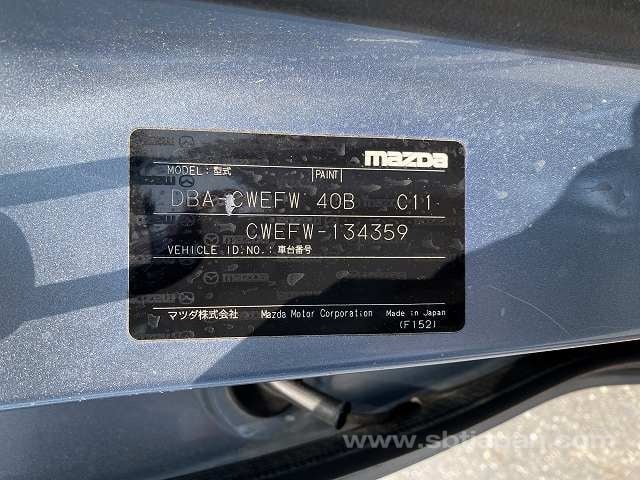 mazda
MODEL:型式 PAINT
DBA-CWEFW 40B C11
CWEFW-134359
VEHICLE ID.NO.:車台番号
マツダ株式会社 Mazda Motor Corporation Made in Japan
(F152)
www.sbtjapan.com